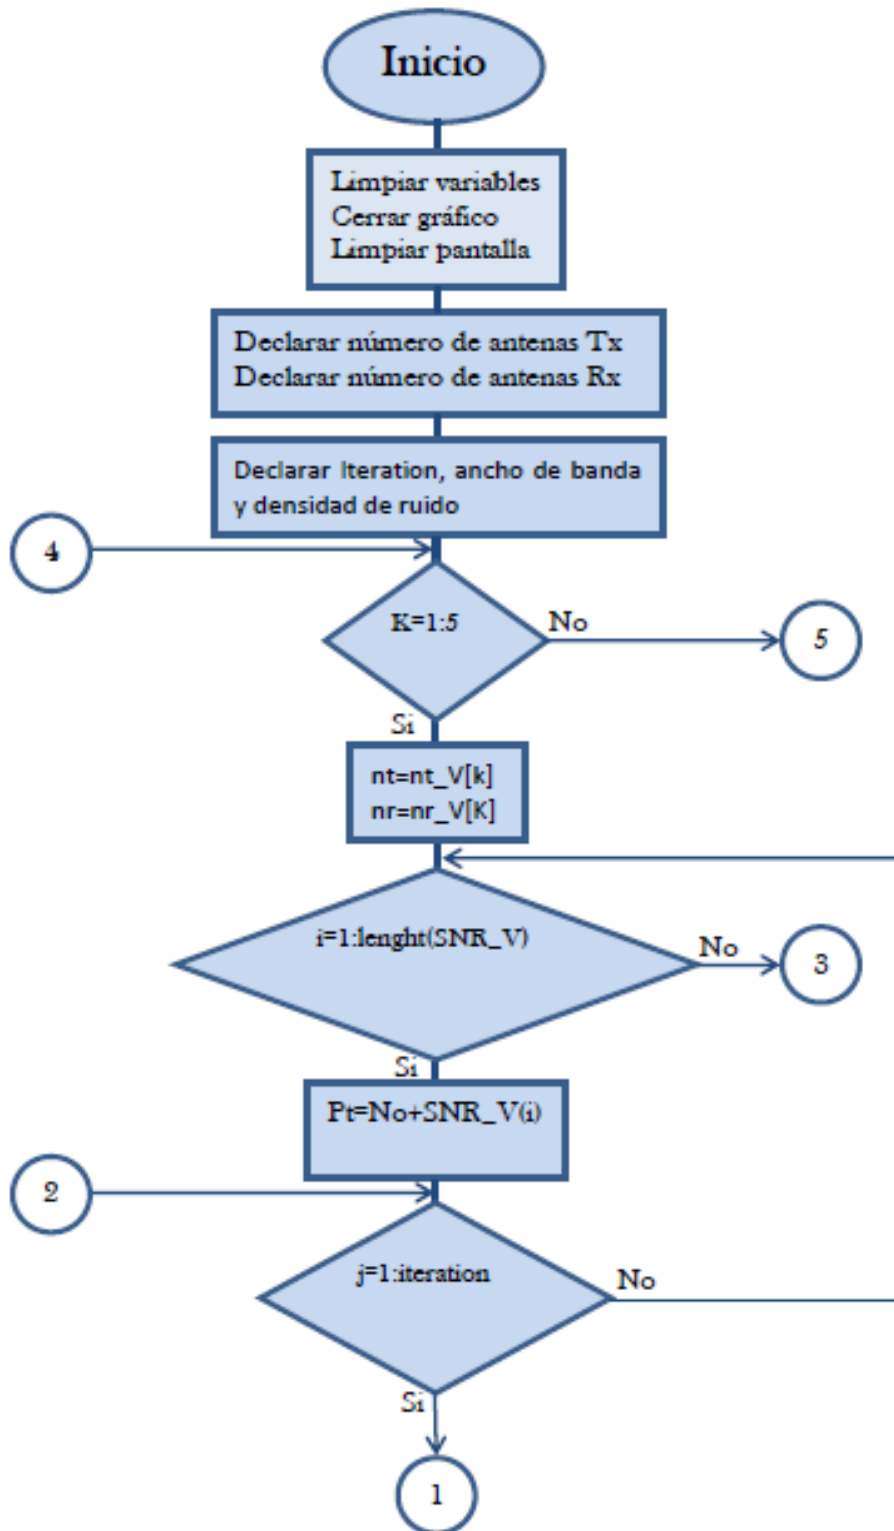 Inicio
Limpiar variables
Cerrar gráfico
Limpiar pantalla
Declarar número de antenas Tx
Declarar número de antenas Rx
Declarar Iteration, ancho de banda
y densidad de ruido
4
K=1:5
No
5
Si
nt=nt_V[k]
nr=nr_V[K]
i=1:lenght(SNR_V)
No
3
Si
Pt=No+SNR_V(i)
2
j=1:iteration
No
Si
1